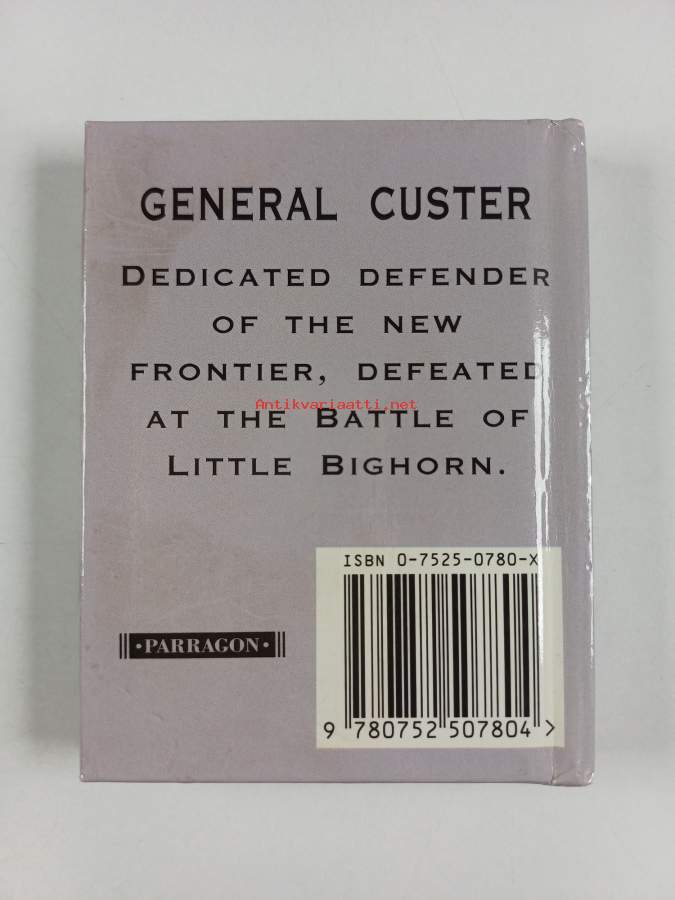 GENERAL CUSTER
DEDICATED DEFENDER
OF THE NEW
FRONTIER, DEFEATED
Antikvariaatti.net
AT THE BATTLE OF
LITTLE BIGHORN.
ISBN 0-7525-0780-X
·PARRAGON·
9 780752 507804 >